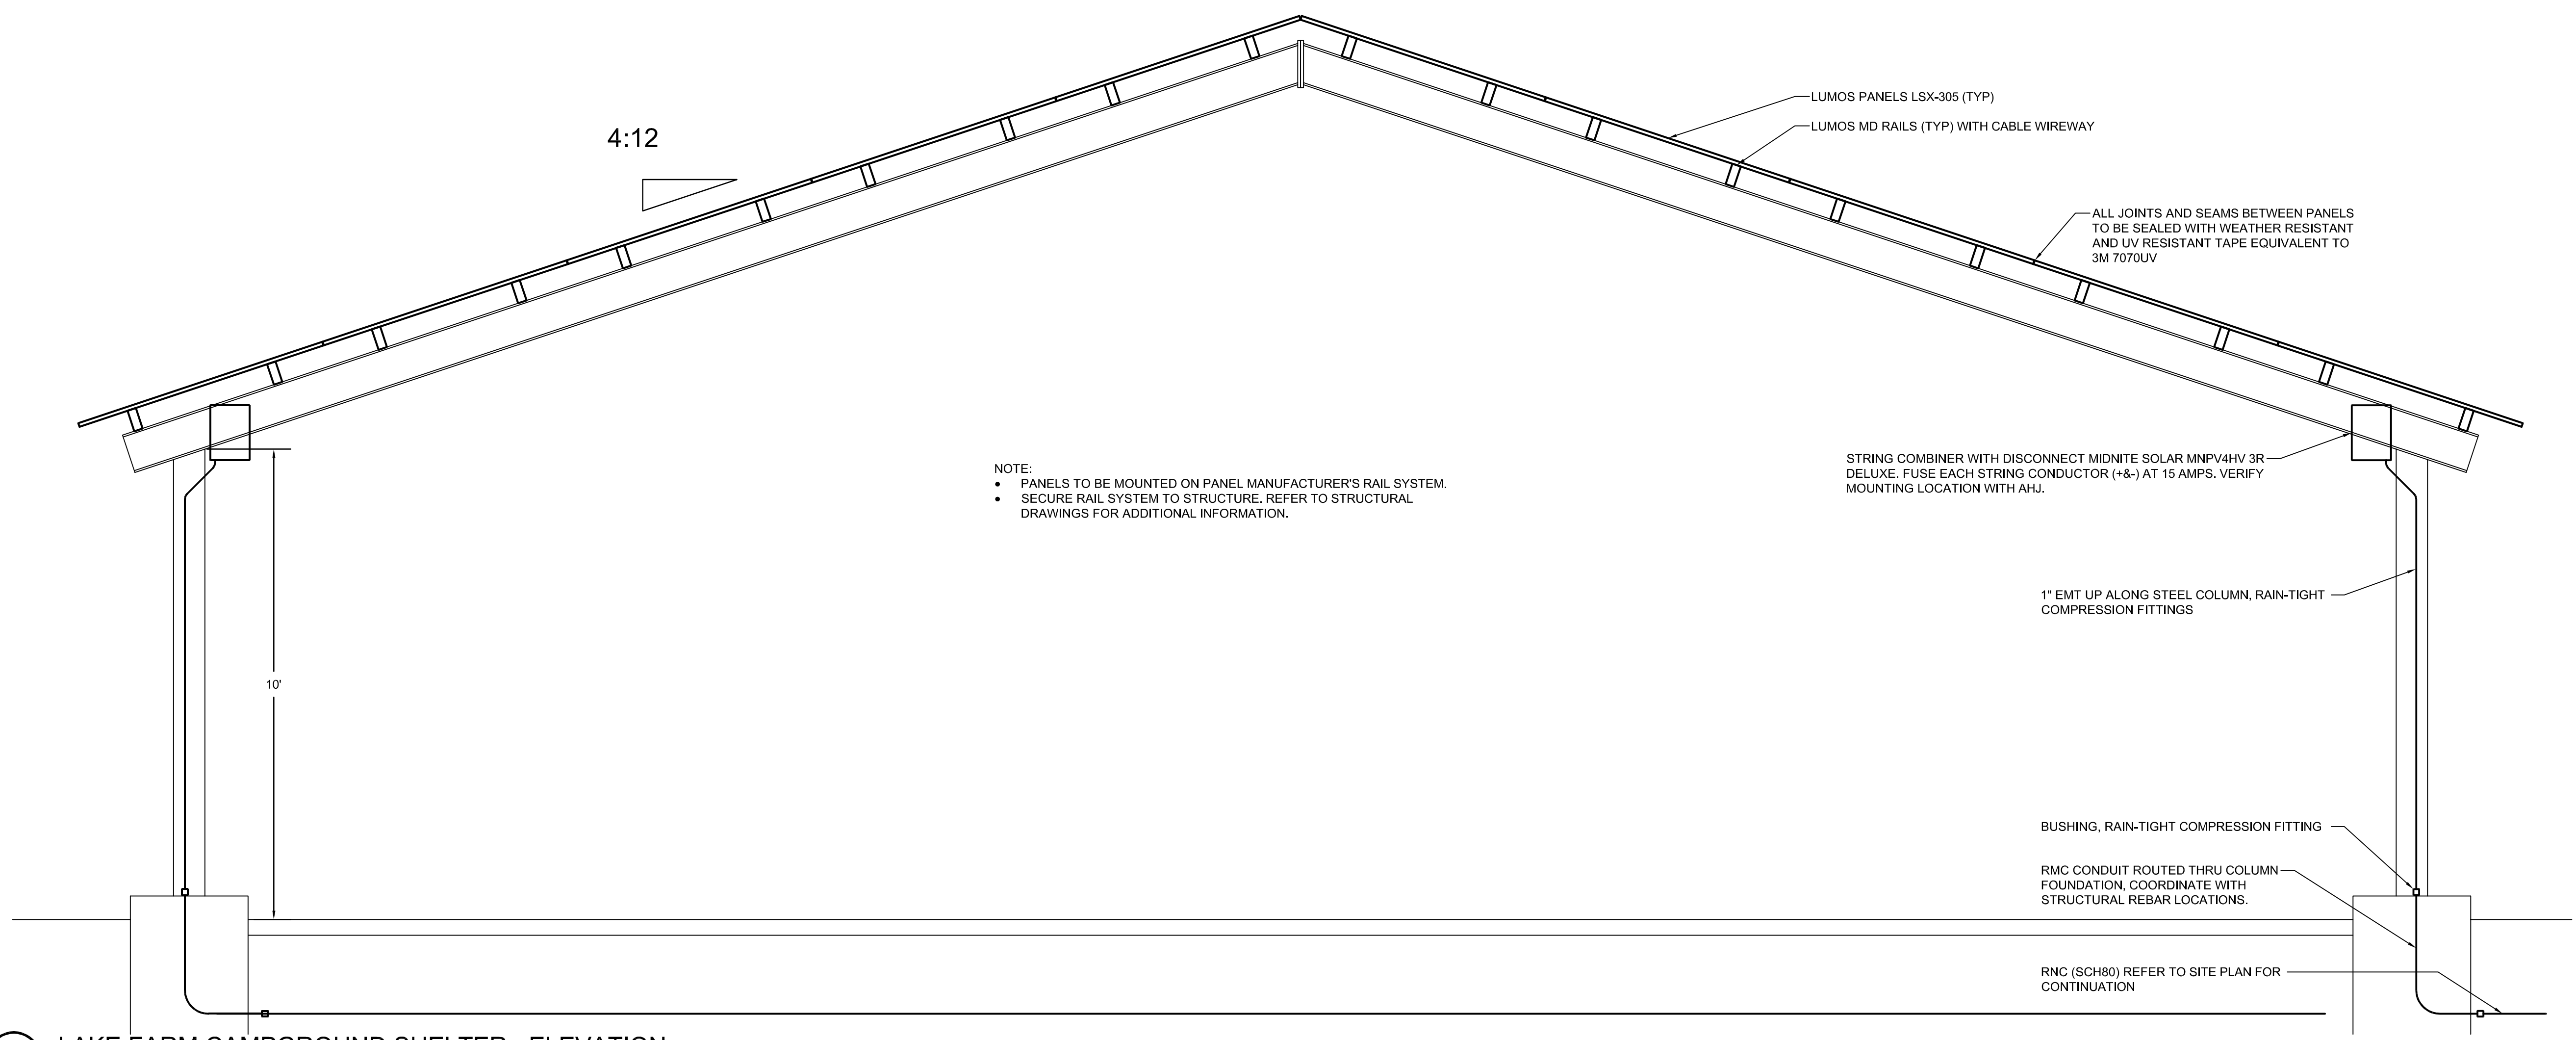 4:12
LUMOS PANELS LSX-305 (TYP)
LUMOS MD RAILS (TYP) WITH CABLE WIREWAY
ALL JOINTS AND SEAMS BETWEEN PANELS
TO BE SEALED WITH WEATHER RESISTANT
AND UV RESISTANT TAPE EQUIVALENT TO
3M 7070UV
NOTE:
• PANELS TO BE MOUNTED ON PANEL MANUFACTURER'S RAIL SYSTEM.
• SECURE RAIL SYSTEM TO STRUCTURE. REFER TO STRUCTURAL
DRAWINGS FOR ADDITIONAL INFORMATION.
STRING COMBINER WITH DISCONNECT MIDNITE SOLAR MNPV4HV 3R
DELUXE. FUSE EACH STRING CONDUCTOR (+&-) AT 15 AMPS. VERIFY
MOUNTING LOCATION WITH AHJ.
1" EMT UP ALONG STEEL COLUMN, RAIN-TIGHT
COMPRESSION FITTINGS
10'
BUSHING, RAIN-TIGHT COMPRESSION FITTING
RMC CONDUIT ROUTED THRU COLUMN
FOUNDATION, COORDINATE WITH
STRUCTURAL REBAR LOCATIONS.
RNC (SCH80) REFER TO SITE PLAN FOR
CONTINUATION
LAKE FARM CAMPGROUND SHELTER - ELEVATION